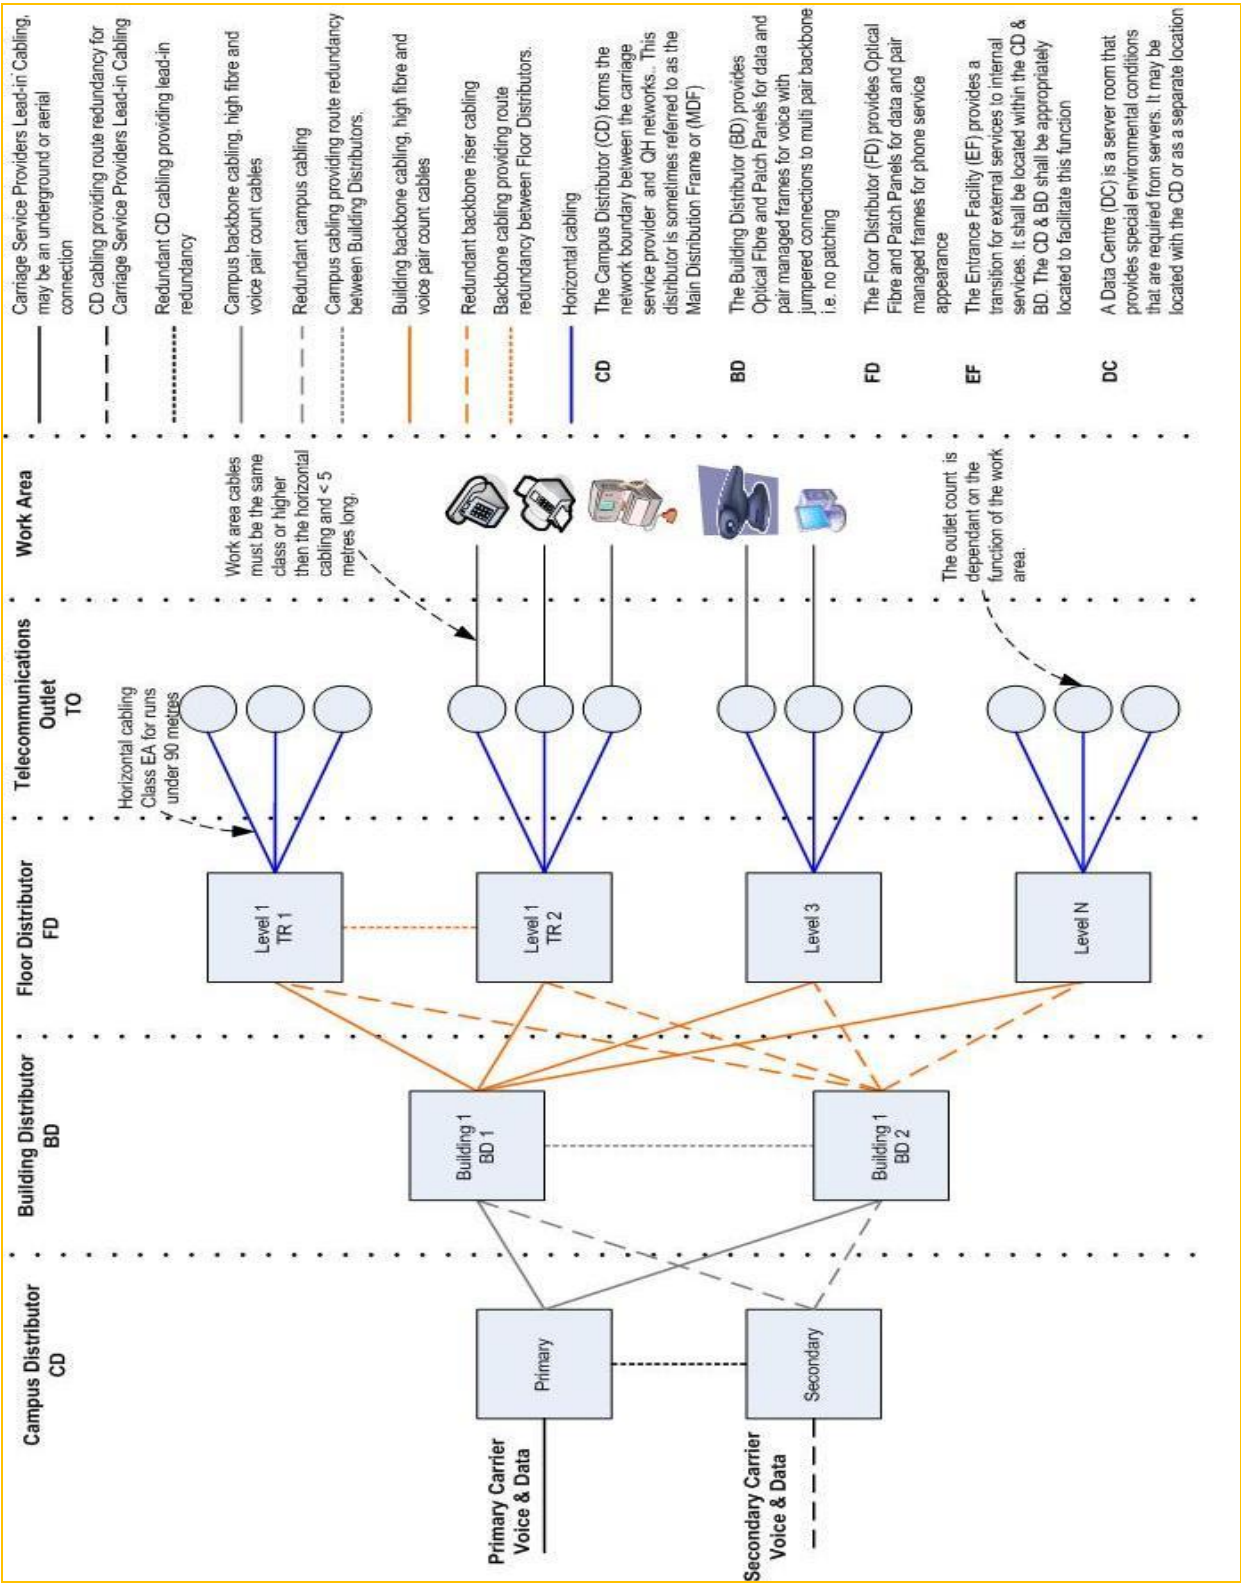 Campus Distributor
CD
Building Distributor
BD
Floor Distributor
FD
Telecommunications
Outlet
TO
Work Area
Primary Carrier
Voice & Data
Secondary Carrier
Voice & Data
Primary
Secondary
Building 1
BD 1
Building 1
BD 2
Level 1
TR 1
Level 1
TR 2
Level 3
Level N
Horizontal cabling
Class EA for runs
under 90 metres
Work area cables
must be the same
class or higher
then the horizontal
cabling and < 5
metres long,
The outlet count is
dependant on the
function of the work
area.
Carriage Service Providers Lead-in Cabling,
may be an underground or aerial
connection
CD cabling providing route redundancy for
Carriage Service Providers Lead-in Cabling
Redundant CD cabling providing lead-in
redundancy
Campus backbone cabling, high fibre and
voice pair count cables
Redundant campus cabling
Campus cabling providing route redundancy
between Building Distributors.
Building backbone cabling, high fibre and
voice pair count cables
Redundant backbone riser cabling
Backbone cabling providing route
redundancy between Floor Distributors.
Horizontal cabling
CD
The Campus Distributor (CD) forms the
network boundary between the carriage
service provider and QH networks.. This
distributor is sometimes referred to as the
Main Distribution Frame or (MDF)
BD
The Building Distributor (BD) provides
Optical Fibre and Patch Panels for data and
pair managed frames for voice with
jumpered connections to multi pair backbone
i.e. no patching
FD
The Floor Distributor (FD) provides Optical
Fibre and Patch Panels for data and pair
managed frames for phone service
appearance
EF
The Entrance Facility (EF) provides a
transition for external services to internal
services. It shall be located within the CD &
BD. The CD & BD shall be appropriately
located to facilitate this function
DC
A Data Centre (DC) is a server room that
provides special environmental conditions
that are required from servers. It may be
located with the CD or as a separate location